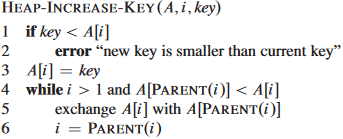 HEAP-INCREASE-KEY(A, i, key)
1 if key < A[i]
2 error “new key is smaller than current key”
3 A[i] = key
4 while i > 1 and A[PARENT(i)] < A[i]
5 exchange A[i] with A[PARENT(i)]
6 i = PARENT(i)